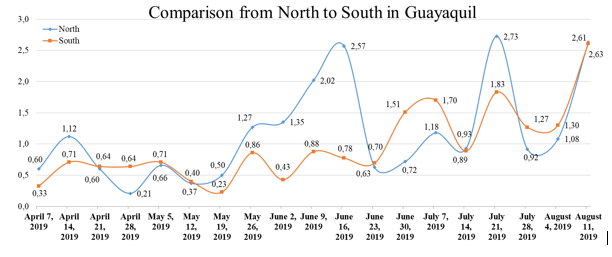 Comparison from North to South in Guayaquil
3,0
North
South
2,5
2,0
1,5
1,0
0,5
0,0
0,60 1,12 0,60 0,21 0,66 0,37 0,50 1,27 1,35 2,02 2,57 0,63 0,72 1,18 0,93 2,73 0,92 1,08 2,61
0,33 0,71 0,64 0,64 0,71 0,40 0,23 0,86 0,43 0,88 0,78 0,70 1,51 1,70 0,89 1,83 1,27 1,30 2,63
April 7, 2019
April 14, 2019
April 21, 2019
April 28, 2019
May 5, 2019
May 12, 2019
May 19, 2019
May 26, 2019
June 2, 2019
June 9, 2019
June 16, 2019
June 23, 2019
June 30, 2019
July 7, 2019
July 14, 2019
July 21, 2019
July 28, 2019
August 4, 2019
August 11, 2019